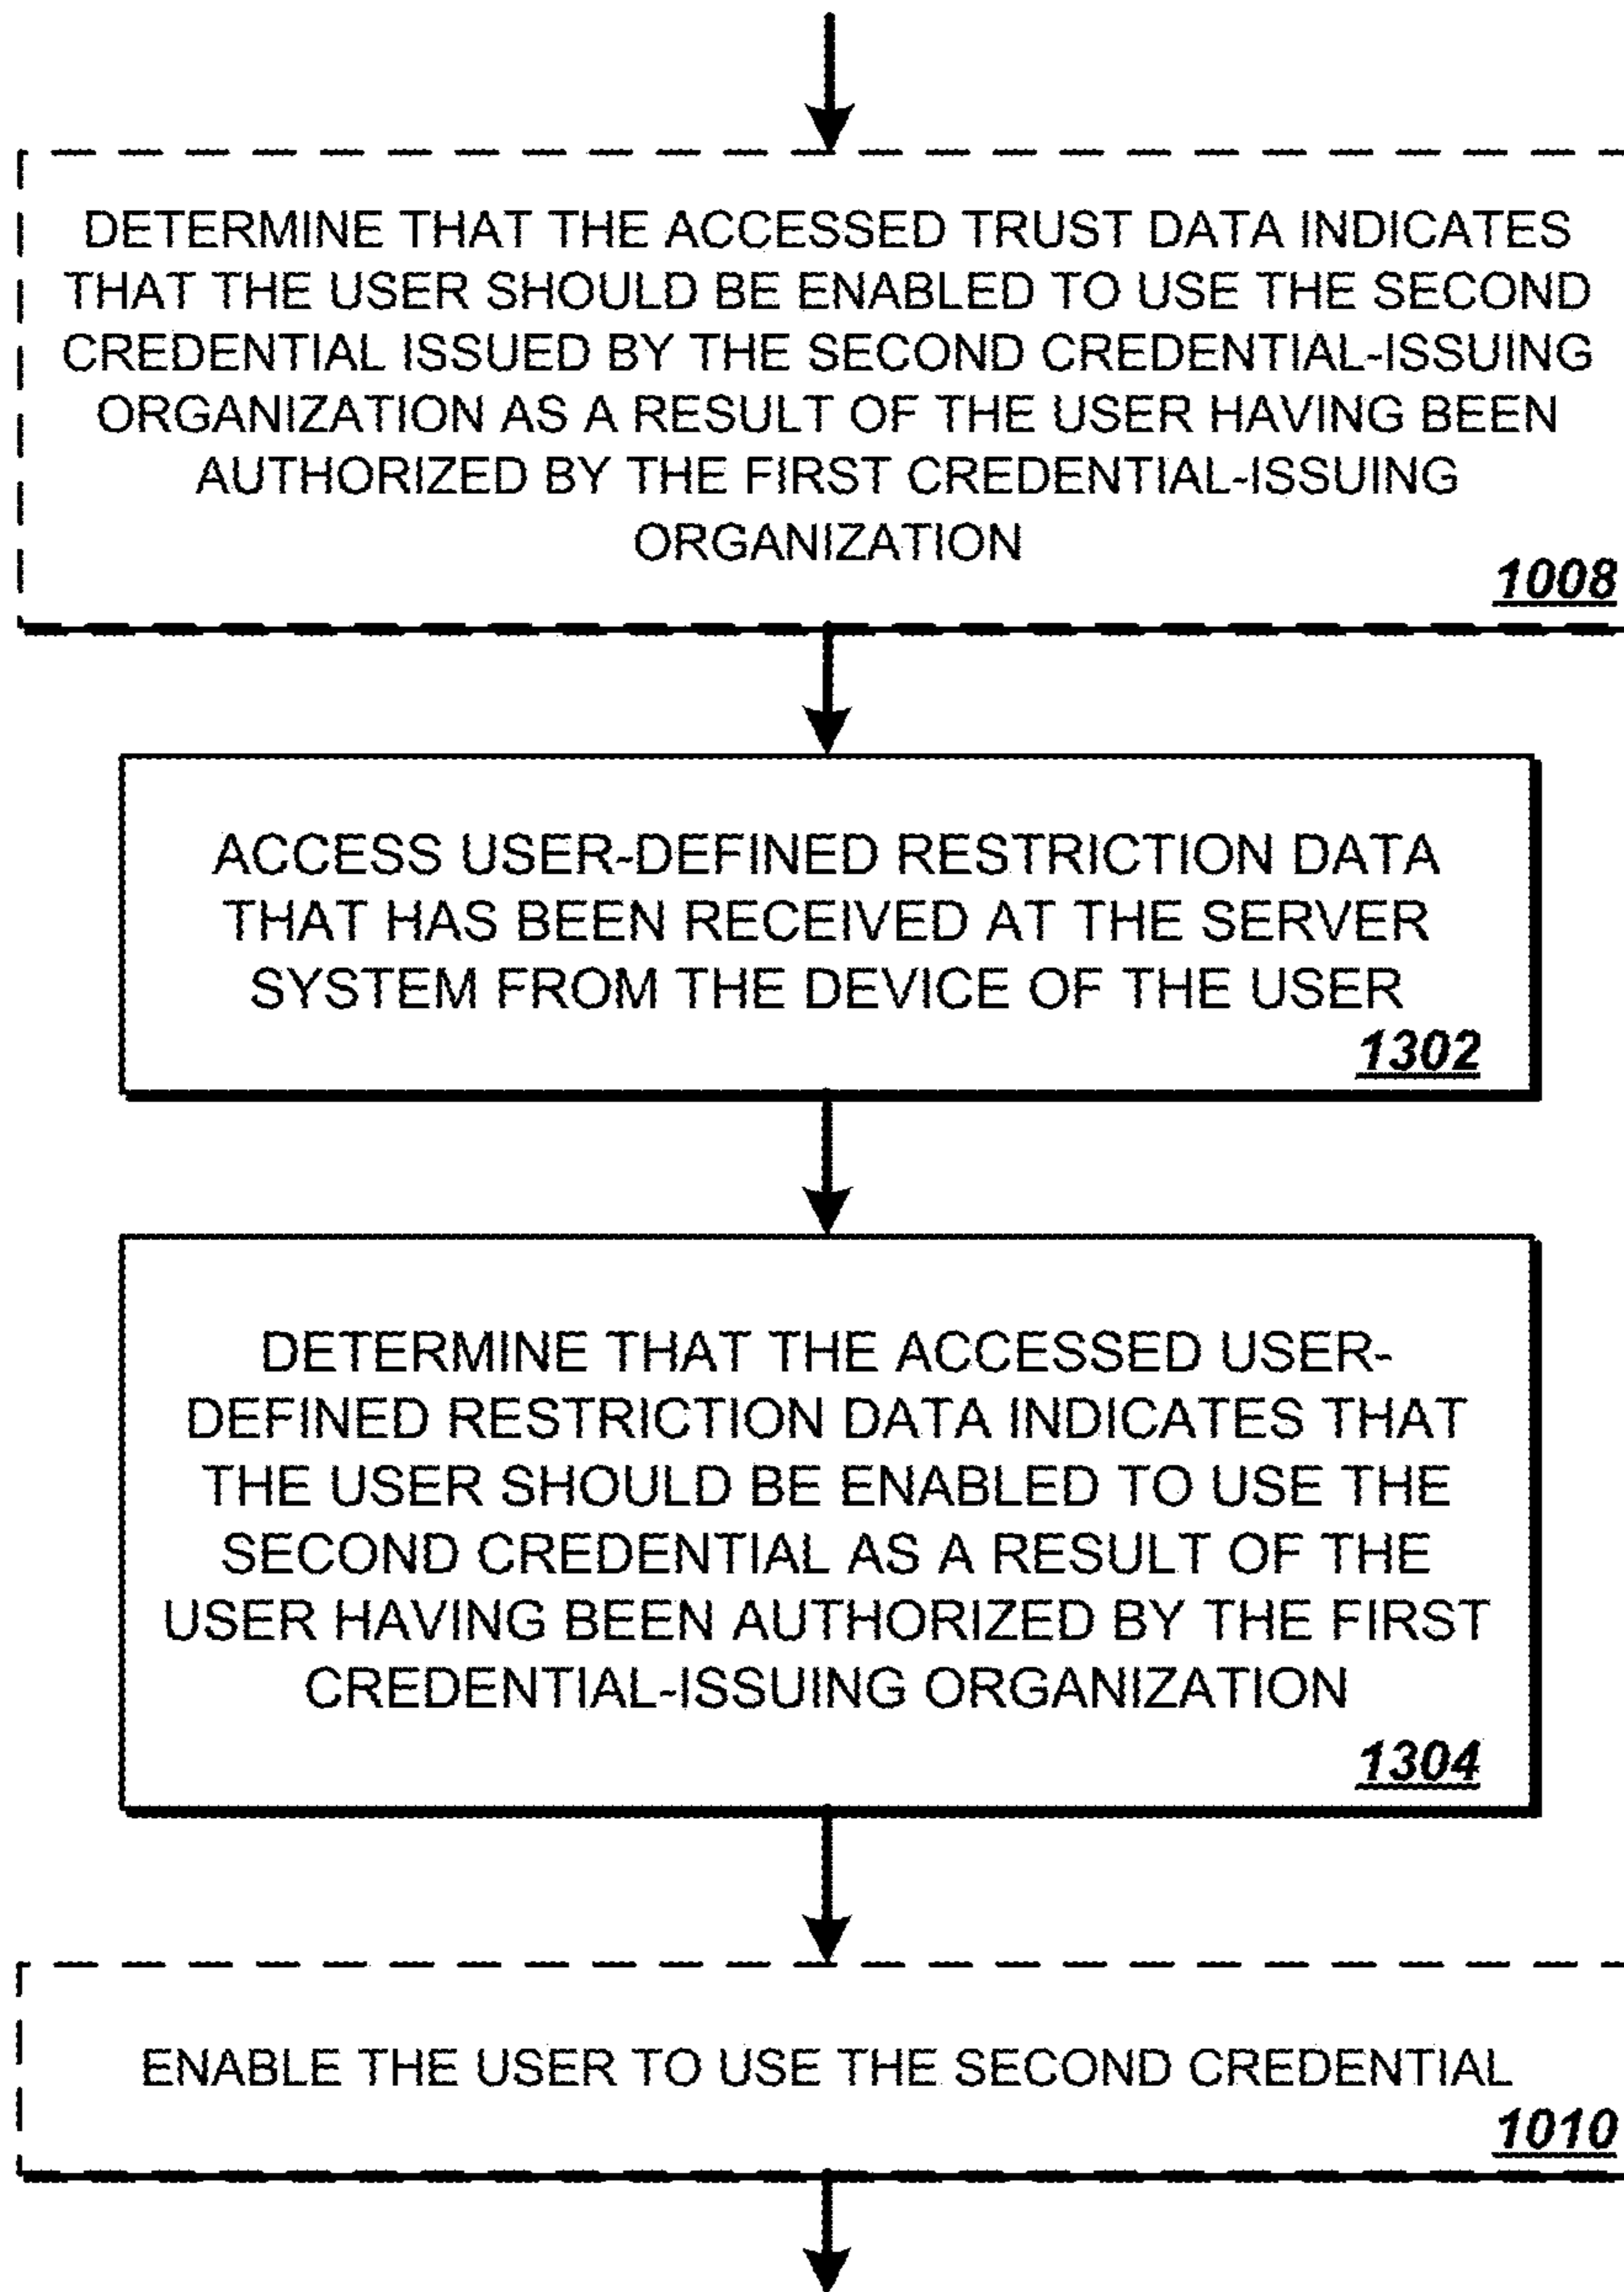 DETERMINE THAT THE ACCESSED TRUST DATA INDICATES
THAT THE USER SHOULD BE ENABLED TO USE THE SECOND
CREDENTIAL ISSUED BY THE SECOND CREDENTIAL-ISSUING
ORGANIZATION AS A RESULT OF THE USER HAVING BEEN
AUTHORIZED BY THE FIRST CREDENTIAL-ISSUING
ORGANIZATION
1008
ACCESS USER-DEFINED RESTRICTION DATA
THAT HAS BEEN RECEIVED AT THE SERVER
SYSTEM FROM THE DEVICE OF THE USER
1302
DETERMINE THAT THE ACCESSED USER-
DEFINED RESTRICTION DATA INDICATES THAT
THE USER SHOULD BE ENABLED TO USE THE
SECOND CREDENTIAL AS A RESULT OF THE
USER HAVING BEEN AUTHORIZED BY THE FIRST
CREDENTIAL-ISSUING ORGANIZATION
1304
ENABLE THE USER TO USE THE SECOND CREDENTIAL
1010